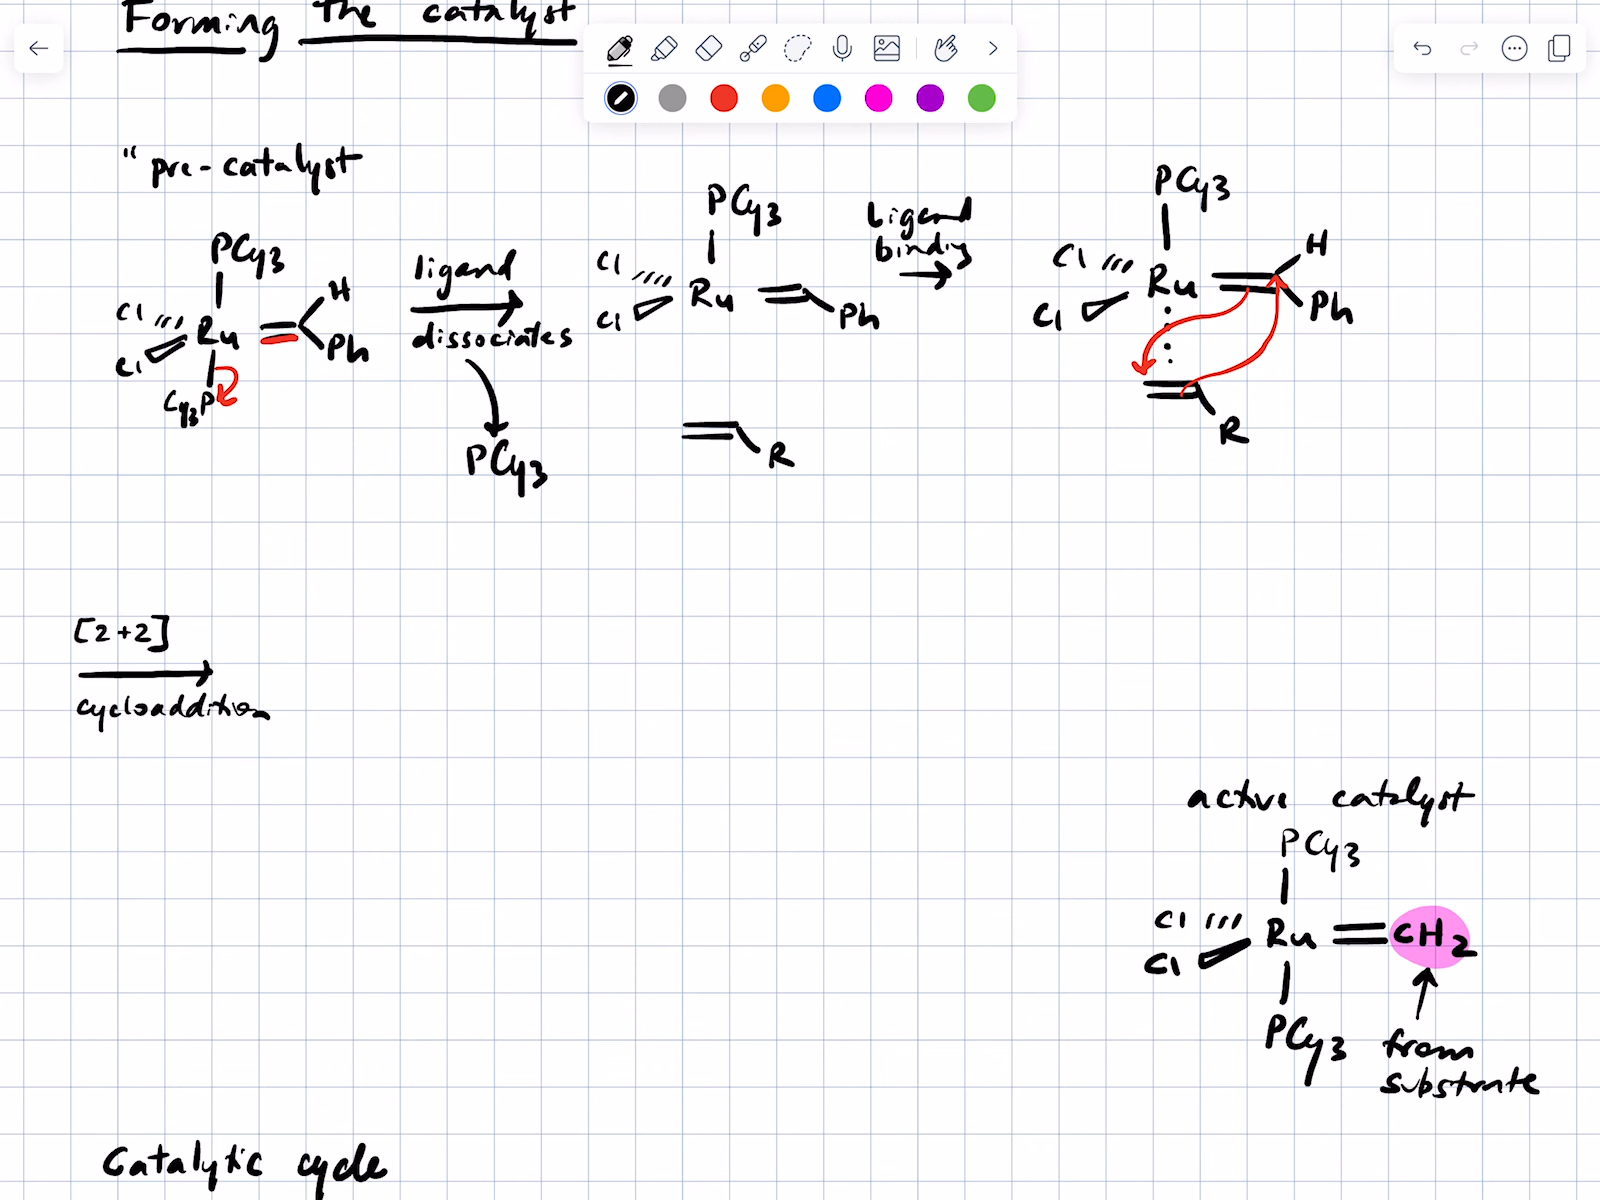 Forming the catalyst
"pre-catalyst
PCy3
Cl
Ru
H
Cl
Ph
Cy3P
ligand
dissociates
PCy3
PCy3
Cl
Ru
Cl
Ph
R
Ligand
binding
PCy3
Cl
Ru
H
Cl
Ph
R
[2+2]
cycloaddition
active catalyst
PCy3
Cl
Ru
CH2
Cl
PCy3
from
substrate
Catalytic cycle